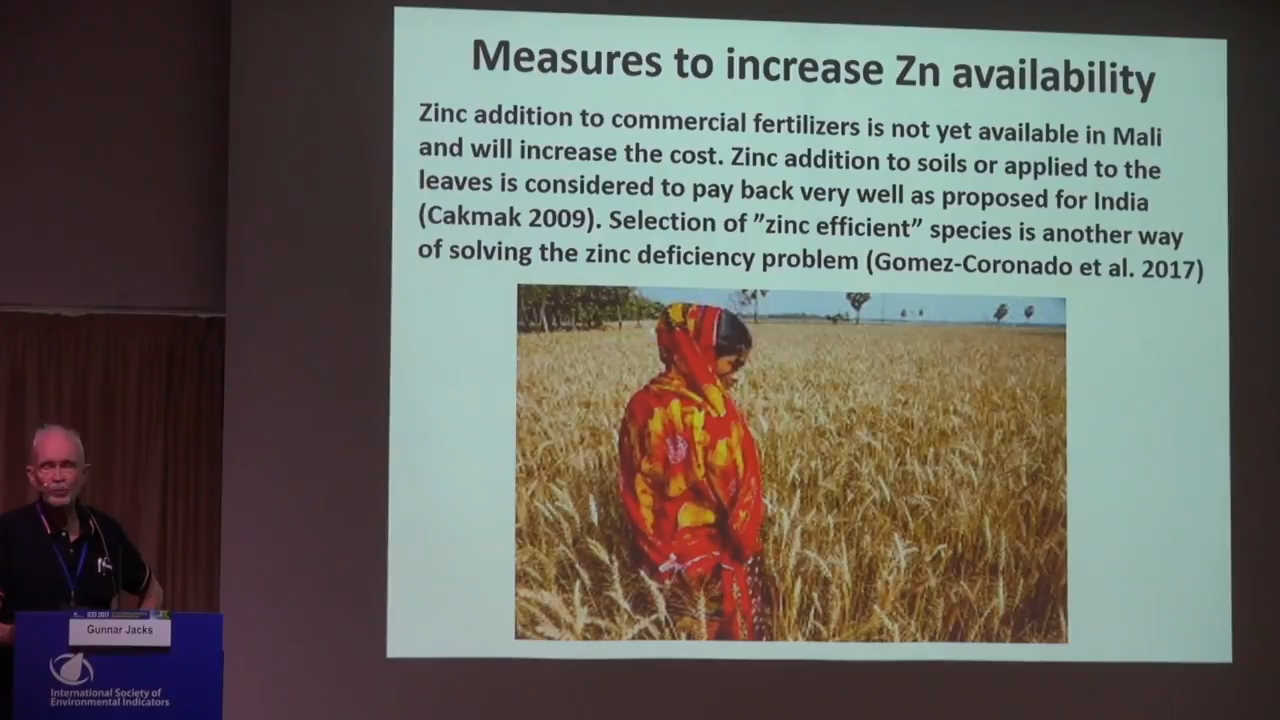 Measures to increase Zn availability
Zinc addition to commercial fertilizers is not yet available in Mali
and will increase the cost. Zinc addition to soils or applied to the
leaves is considered to pay back very well as proposed for India
(Cakmak 2009). Selection of ”zinc efficient” species is another way
of solving the zinc deficiency problem (Gomez-Coronado et al. 2017)
Gunnar Jacks
International Society of
Environmental Indicators